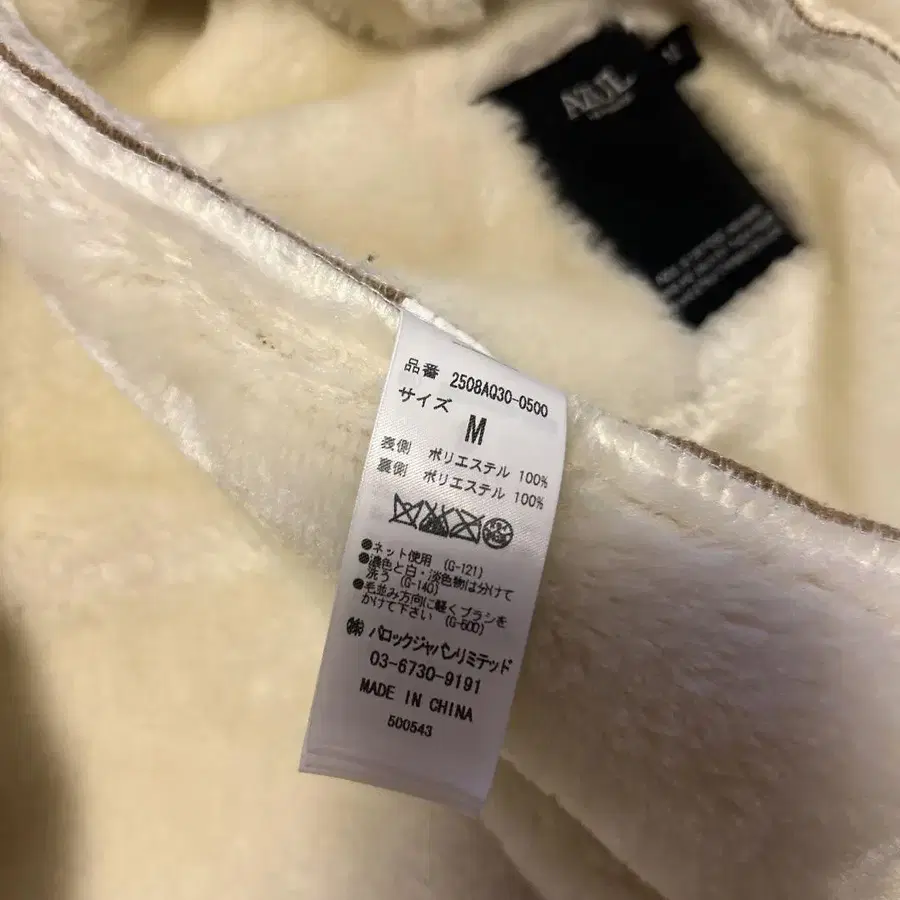 AZUL
M
品番 2508AQ30-0500
サイズ
M
表側 ポリエステル 100%
裏側 ポリエステル 100%
●ネット使用 (G-121)
●濃色と白・淡色物は分けて
洗う (G-140)
●毛並み方向に軽くブラシを
かけて下さい (G-600)
㈱ バロックジャパンリミテッド
03-6730-9191
MADE IN CHINA
500543